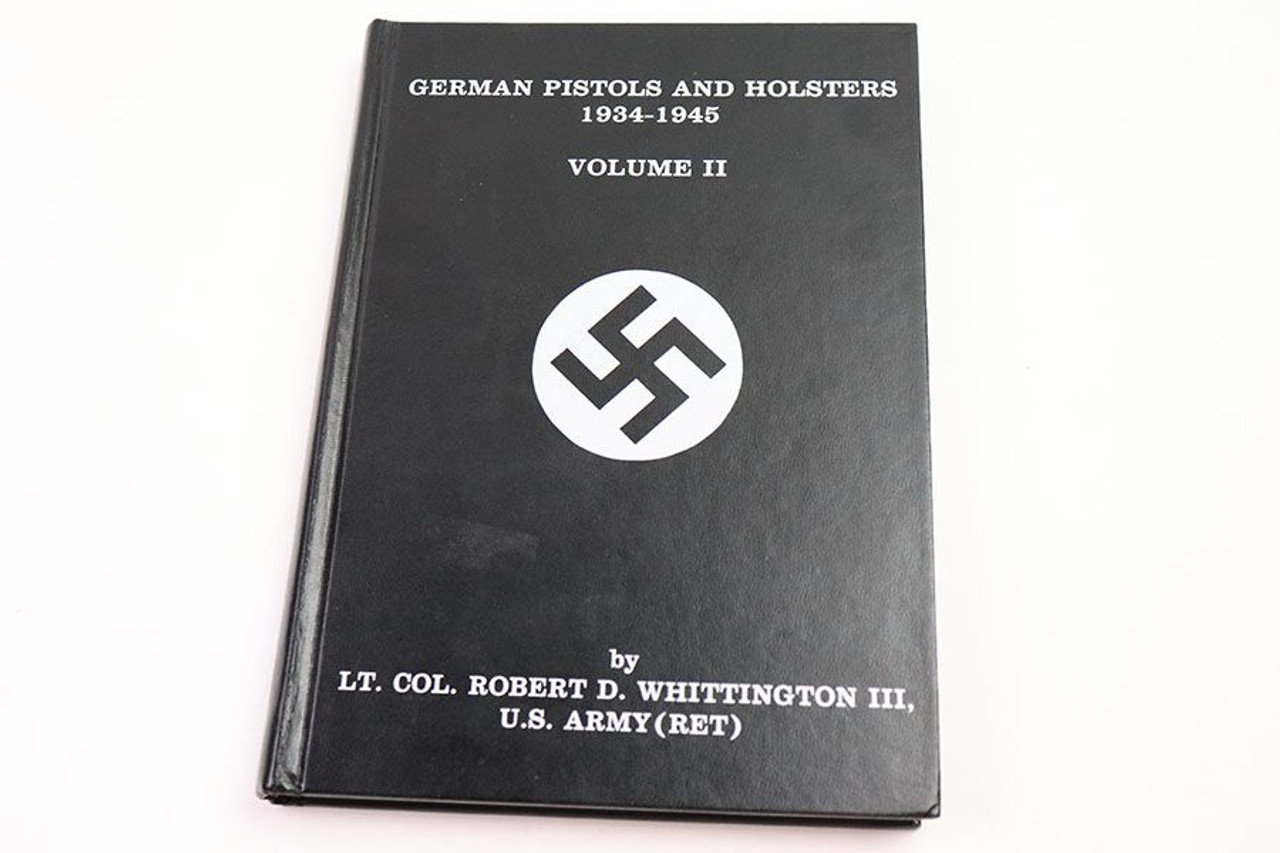 GERMAN PISTOLS AND HOLSTERS
1934-1945
VOLUME II
by
LT. COL. ROBERT D. WHITTINGTON III,
U.S. ARMY(RET)